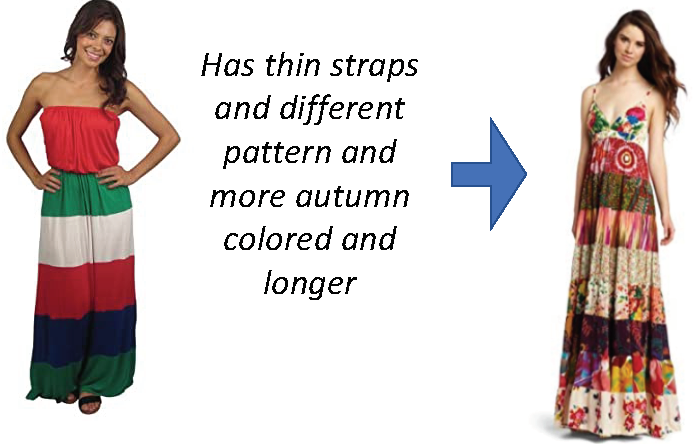 Has thin straps
and different
pattern and
more autumn
colored and
longer